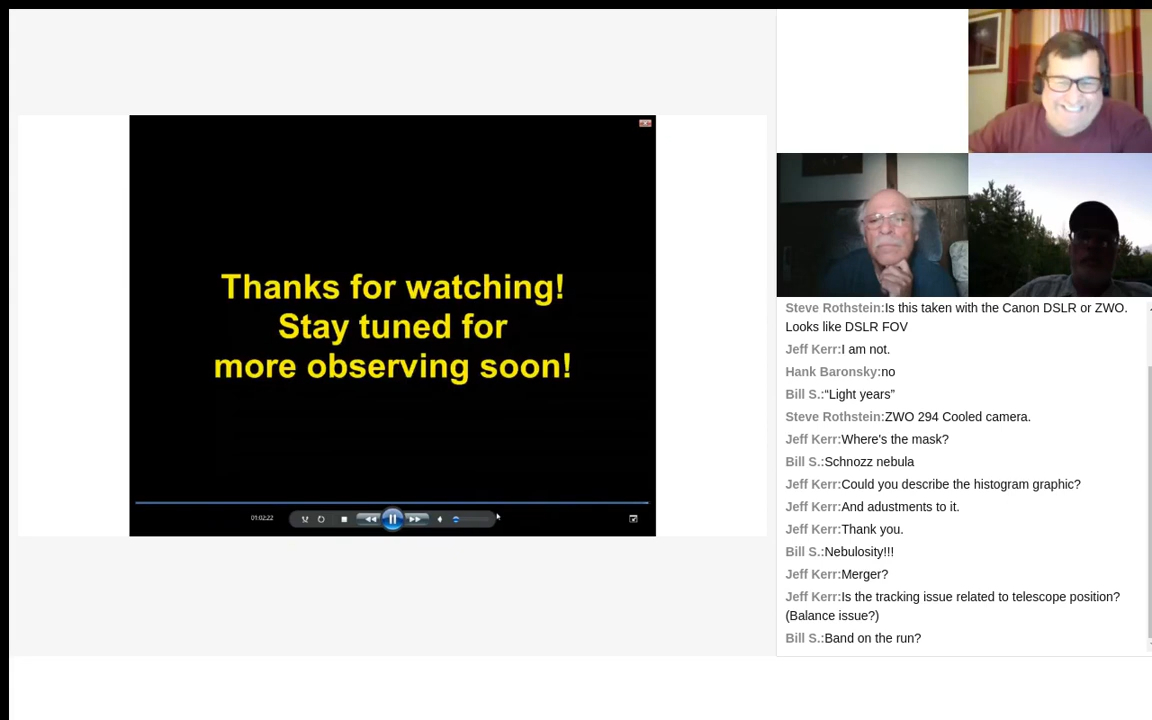 Thanks for watching!
Stay tuned for
more observing soon!
01:02:22
Steve Rothstein:Is this taken with the Canon DSLR or ZWO.
Looks like DSLR FOV
Jeff Kerr:I am not.
Hank Baronsky:no
Bill S.:“Light years”
Steve Rothstein:ZWO 294 Cooled camera.
Jeff Kerr:Where's the mask?
Bill S.:Schnozz nebula
Jeff Kerr:Could you describe the histogram graphic?
Jeff Kerr:And adustments to it.
Jeff Kerr:Thank you.
Bill S.:Nebulosity!!!
Jeff Kerr:Merger?
Jeff Kerr:Is the tracking issue related to telescope position?
(Balance issue?)
Bill S.:Band on the run?